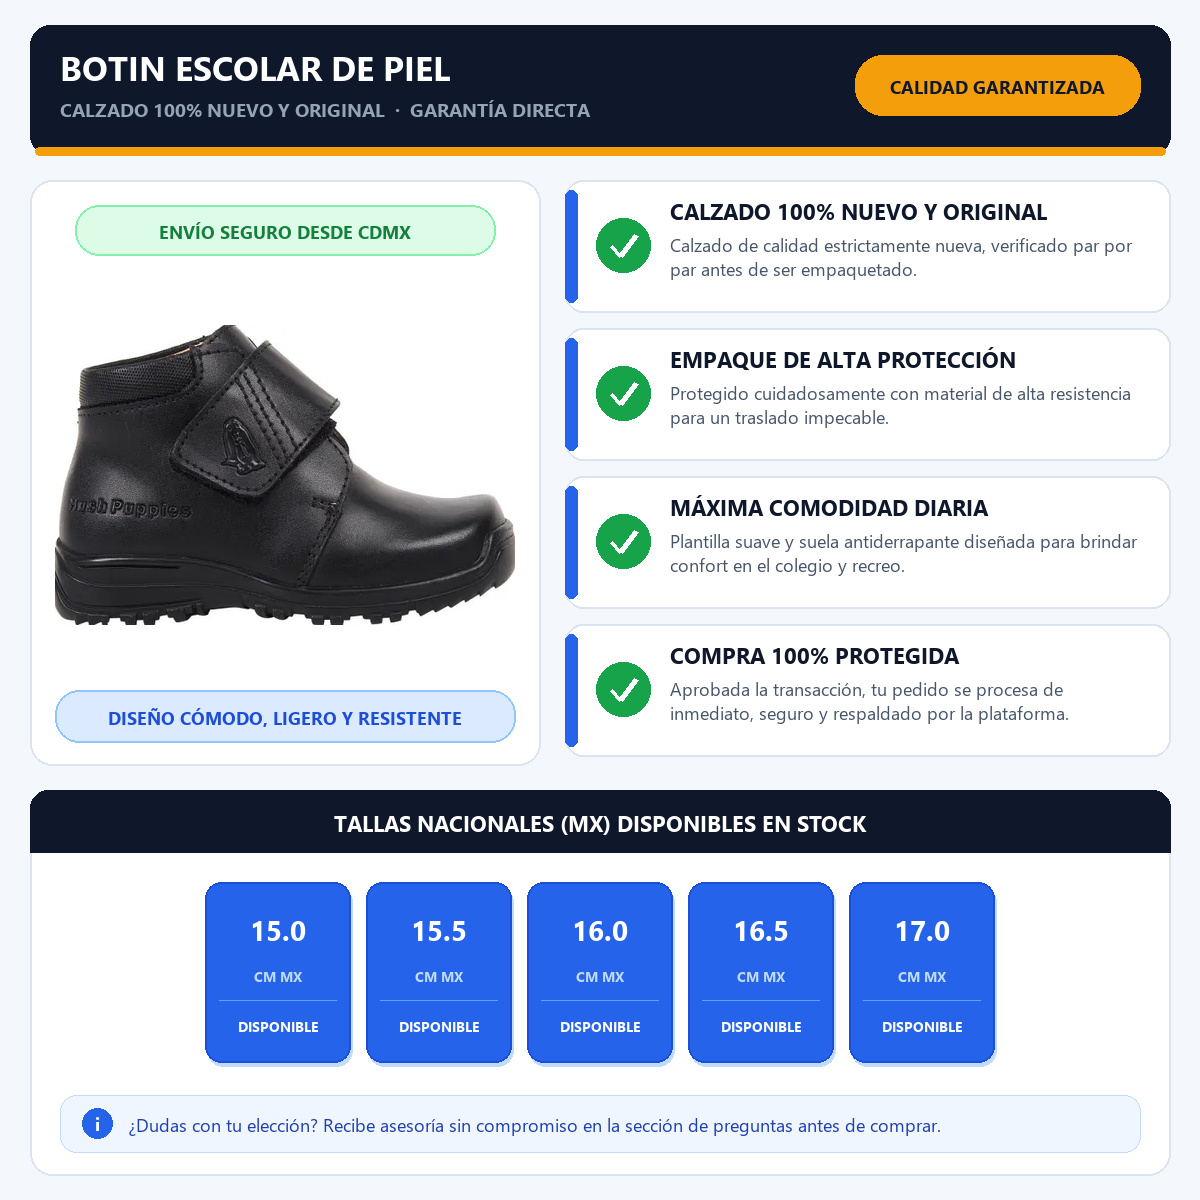 BOTIN ESCOLAR DE PIEL
CALZADO 100% NUEVO Y ORIGINAL · GARANTÍA DIRECTA
CALIDAD GARANTIZADA
ENVÍO SEGURO DESDE CDMX
Hush Puppies
DISEÑO CÓMODO, LIGERO Y RESISTENTE
CALZADO 100% NUEVO Y ORIGINAL
Calzado de calidad estrictamente nueva, verificado par por
par antes de ser empaquetado.
EMPAQUE DE ALTA PROTECCIÓN
Protegido cuidadosamente con material de alta resistencia
para un traslado impecable.
MÁXIMA COMODIDAD DIARIA
Plantilla suave y suela antiderrapante diseñada para brindar
confort en el colegio y recreo.
COMPRA 100% PROTEGIDA
Aprobada la transacción, tu pedido se procesa de
inmediato, seguro y respaldado por la plataforma.
TALLAS NACIONALES (MX) DISPONIBLES EN STOCK
15.0
CM MX
DISPONIBLE
15.5
CM MX
DISPONIBLE
16.0
CM MX
DISPONIBLE
16.5
CM MX
DISPONIBLE
17.0
CM MX
DISPONIBLE
¿Dudas con tu elección? Recibe asesoría sin compromiso en la sección de preguntas antes de comprar.